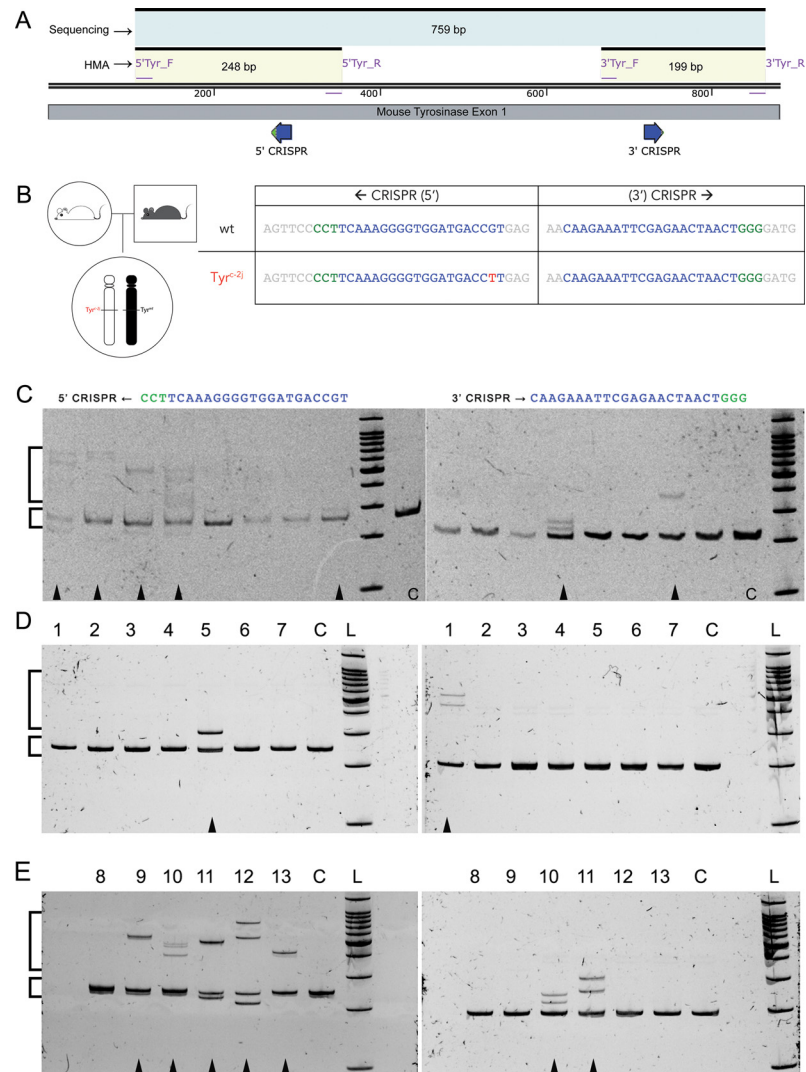 A
Sequencing →
759 bp
HMA →
5'Tyr_F
248 bp
5'Tyr_R
3'Tyr_F
199 bp
3'Tyr_R
200 400 600 800
Mouse Tyrosinase Exon 1
5' CRISPR
3' CRISPR
B
← CRISPR (5')
(3') CRISPR →
wt
AGTTCCCCTTCAAAGGGGTGGATGACCGTGAG
AACAAGAAATTCGAGAACTAACTGGGGATG
Tyrc-2j
AGTTCCCCTTCAAAGGGGTGGATGACCTTGAG
AACAAGAAATTCGAGAACTAACTGGGGATG
C
5' CRISPR ← CCTTCAAAGGGGTGGATGACCGT
3' CRISPR → CAAGAAATTCGAGAACTAACTGGG
C
C
D
1 2 3 4 5 6 7 C L
1 2 3 4 5 6 7 C L
E
8 9 10 11 12 13 C L
8 9 10 11 12 13 C L